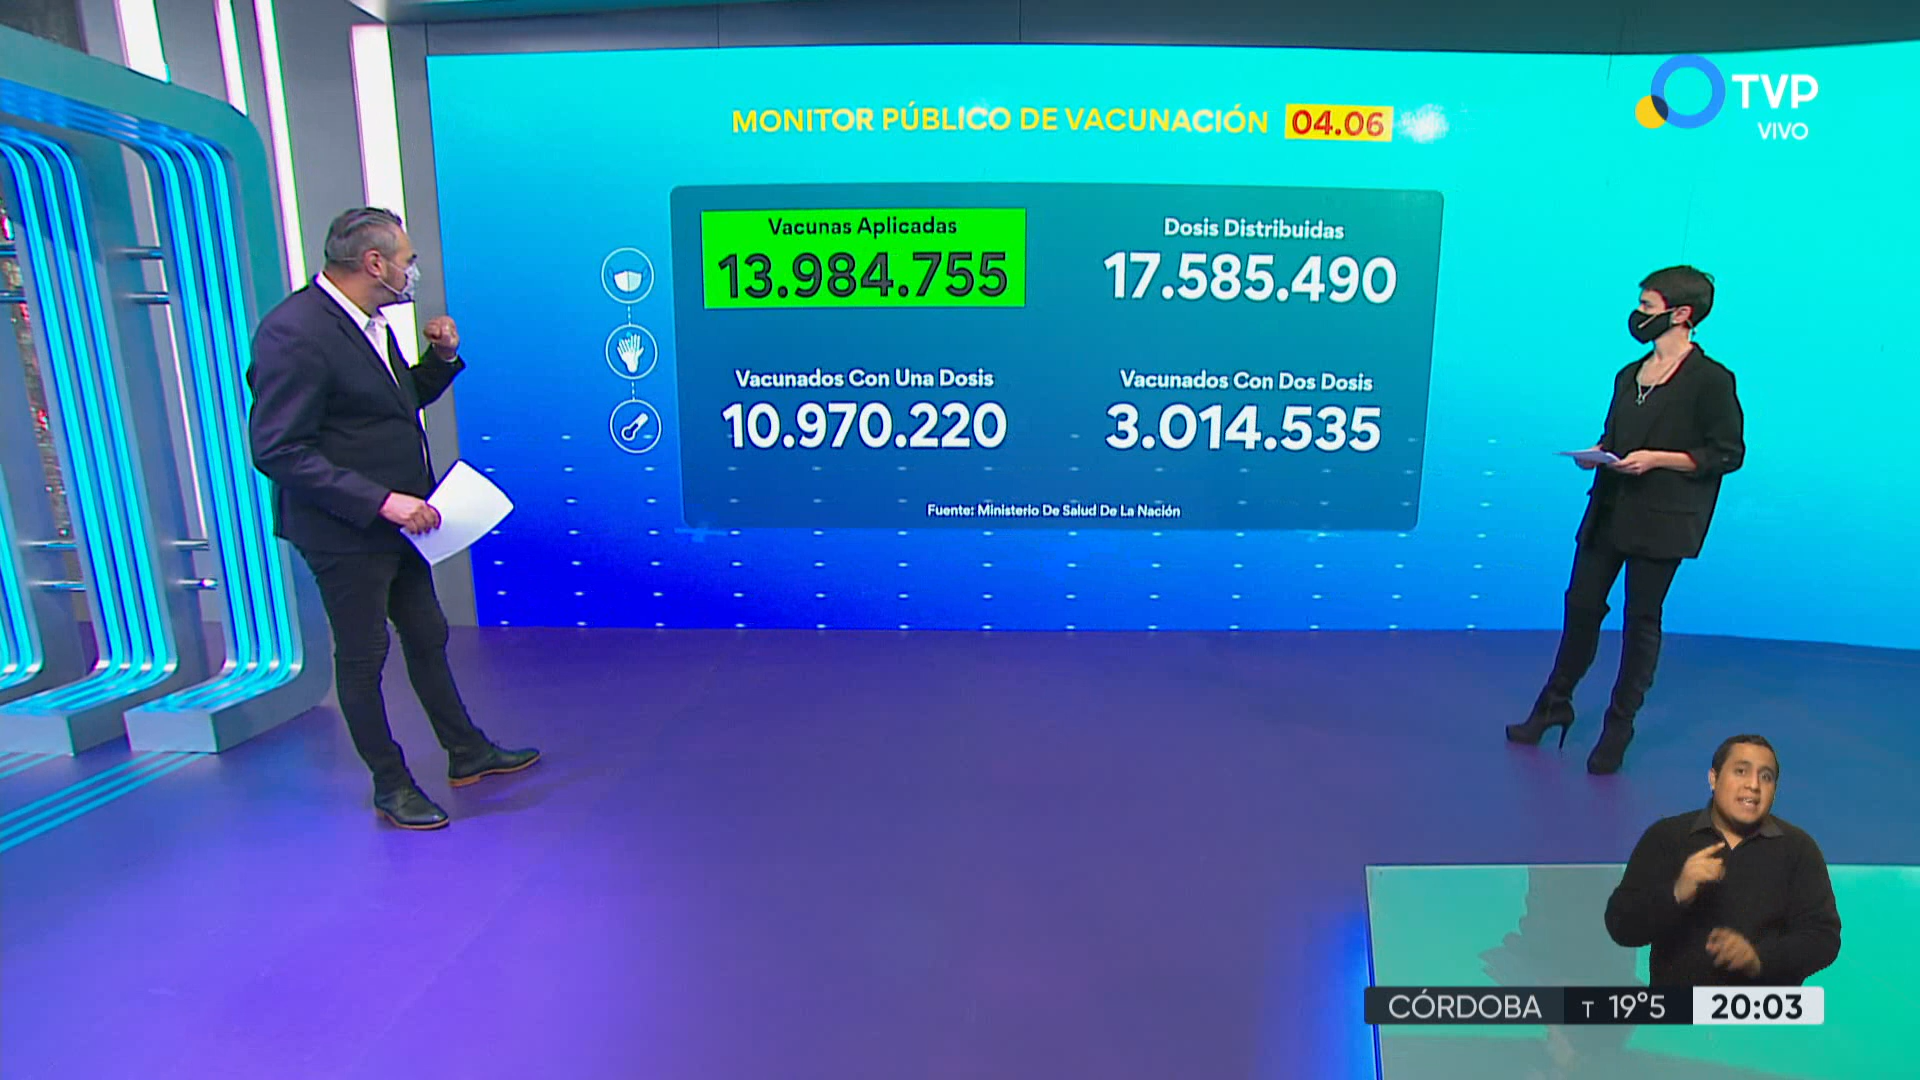 TVP
VIVO
MONITOR PÚBLICO DE VACUNACIÓN 04.06
Vacunas Aplicadas
13.984.755
Dosis Distribuidas
17.585.490
Vacunados Con Una Dosis
10.970.220
Vacunados Con Dos Dosis
3.014.535
Fuente: Ministerio De Salud De La Nación
CÓRDOBA T 19°5 20:03